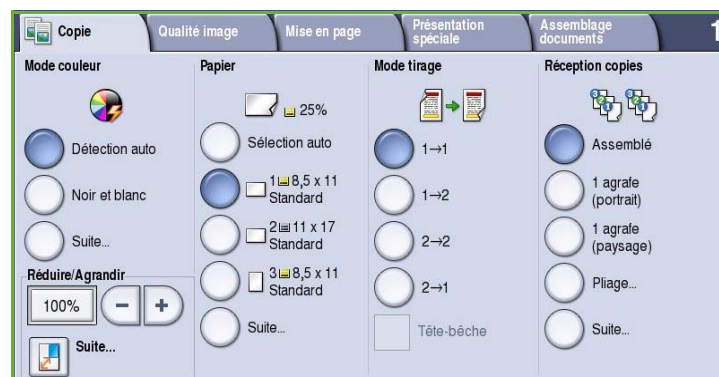 Copie
Qualité image
Mise en page
Présentation
spéciale
Assemblage
documents
1
Mode couleur
Détection auto
Noir et blanc
Suite...
Réduire/Agrandir
100%
Suite...
Papier
25%
Sélection auto
1 8,5 x 11
Standard
2 11 x 17
Standard
3 8,5 x 11
Standard
Suite...
Mode tirage
1→1
1→2
2→2
2→1
Tête-bêche
Réception copies
Assemblé
1 agrafe
(portrait)
1 agrafe
(paysage)
Pliage...
Suite...